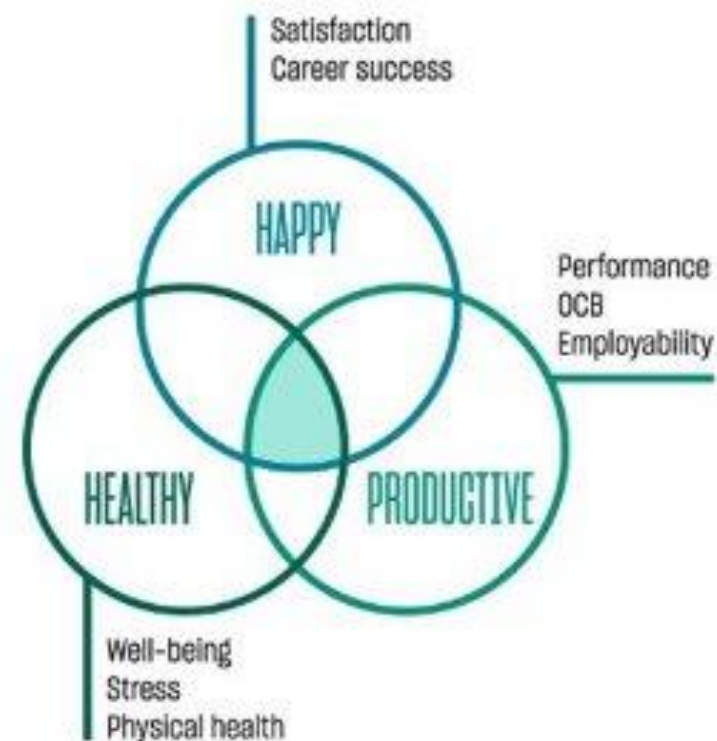 Satisfaction
Career success
HAPPY
Performance
OCB
Employability
HEALTHY
PRODUCTIVE
Well-being
Stress
Physical health